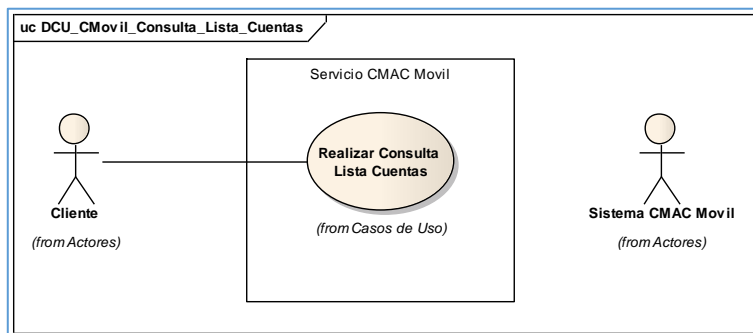 uc DCU_CMovil_Consulta_Lista_Cuentas
Servicio CMAC Movil
Realizar Consulta
Lista Cuentas
(from Casos de Uso)
Cliente
(from Actores)
Sistema CMAC Movil
(from Actores)